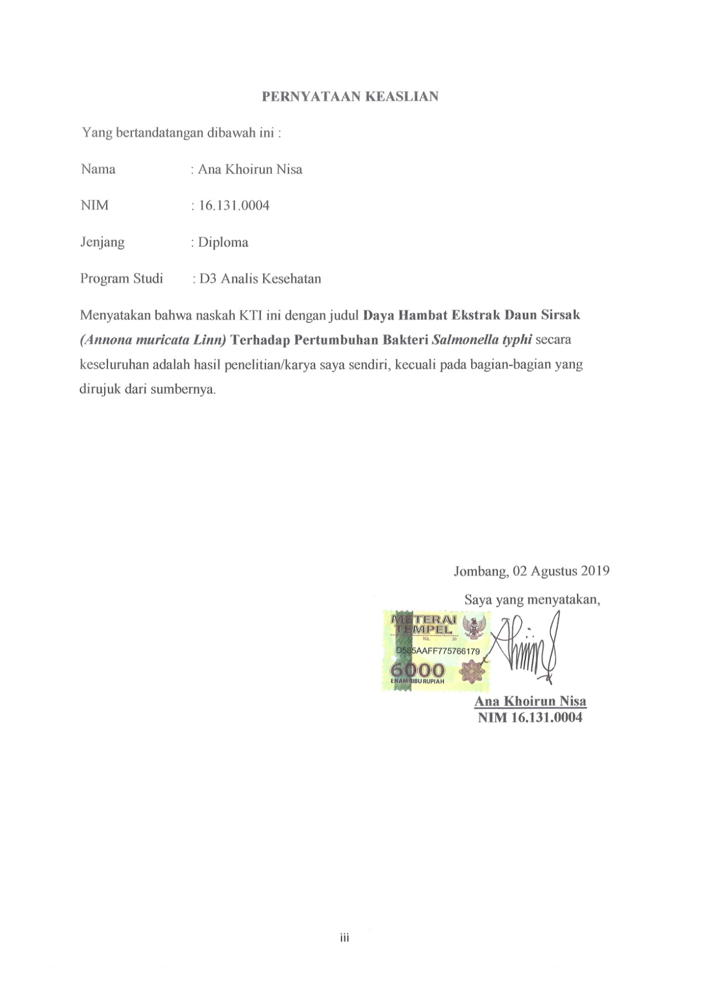 PERNYATAAN KEASLIAN
Yang bertandatangan dibawah ini :
Nama : Ana Khoirun Nisa
NIM : 16.131.0004
Jenjang : Diploma
Program Studi : D3 Analis Kesehatan
Menyatakan bahwa naskah KTI ini dengan judul Daya Hambat Ekstrak Daun Sirsak
(Annona muricata Linn) Terhadap Pertumbuhan Bakteri Salmonella typhi secara
keseluruhan adalah hasil penelitian/karya saya sendiri, kecuali pada bagian-bagian yang
dirujuk dari sumbernya.
Jombang, 02 Agustus 2019
Saya yang menyatakan,
METERAI
TEMPEL
TGL. 20
D585AAFF775766179
6000
ENAM RIBU RUPIAH
Ana Khoirun Nisa
NIM 16.131.0004
iii